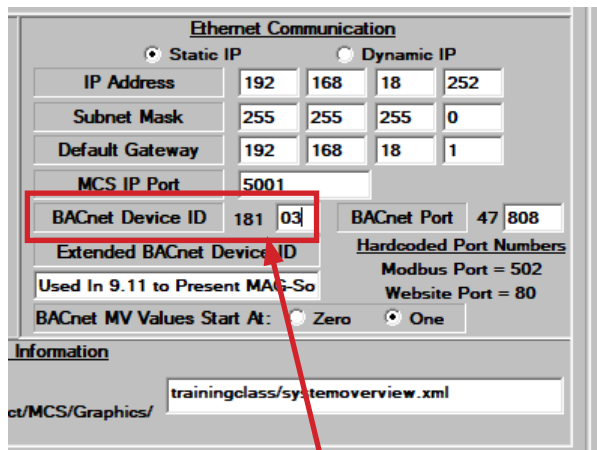 Ethernet Communication
Static IP Dynamic IP
IP Address 192 168 18 252
Subnet Mask 255 255 255 0
Default Gateway 192 168 18 1
MCS IP Port 5001
BACnet Device ID 181 03 BACnet Port 47 808
Extended BACnet Device ID Hardcoded Port Numbers
Modbus Port = 502
Used In 9.11 to Present MAG-So
Website Port = 80
BACnet MV Values Start At: Zero One
Information
trainingclass/systemoverview.xml
ct/MCS/Graphics/